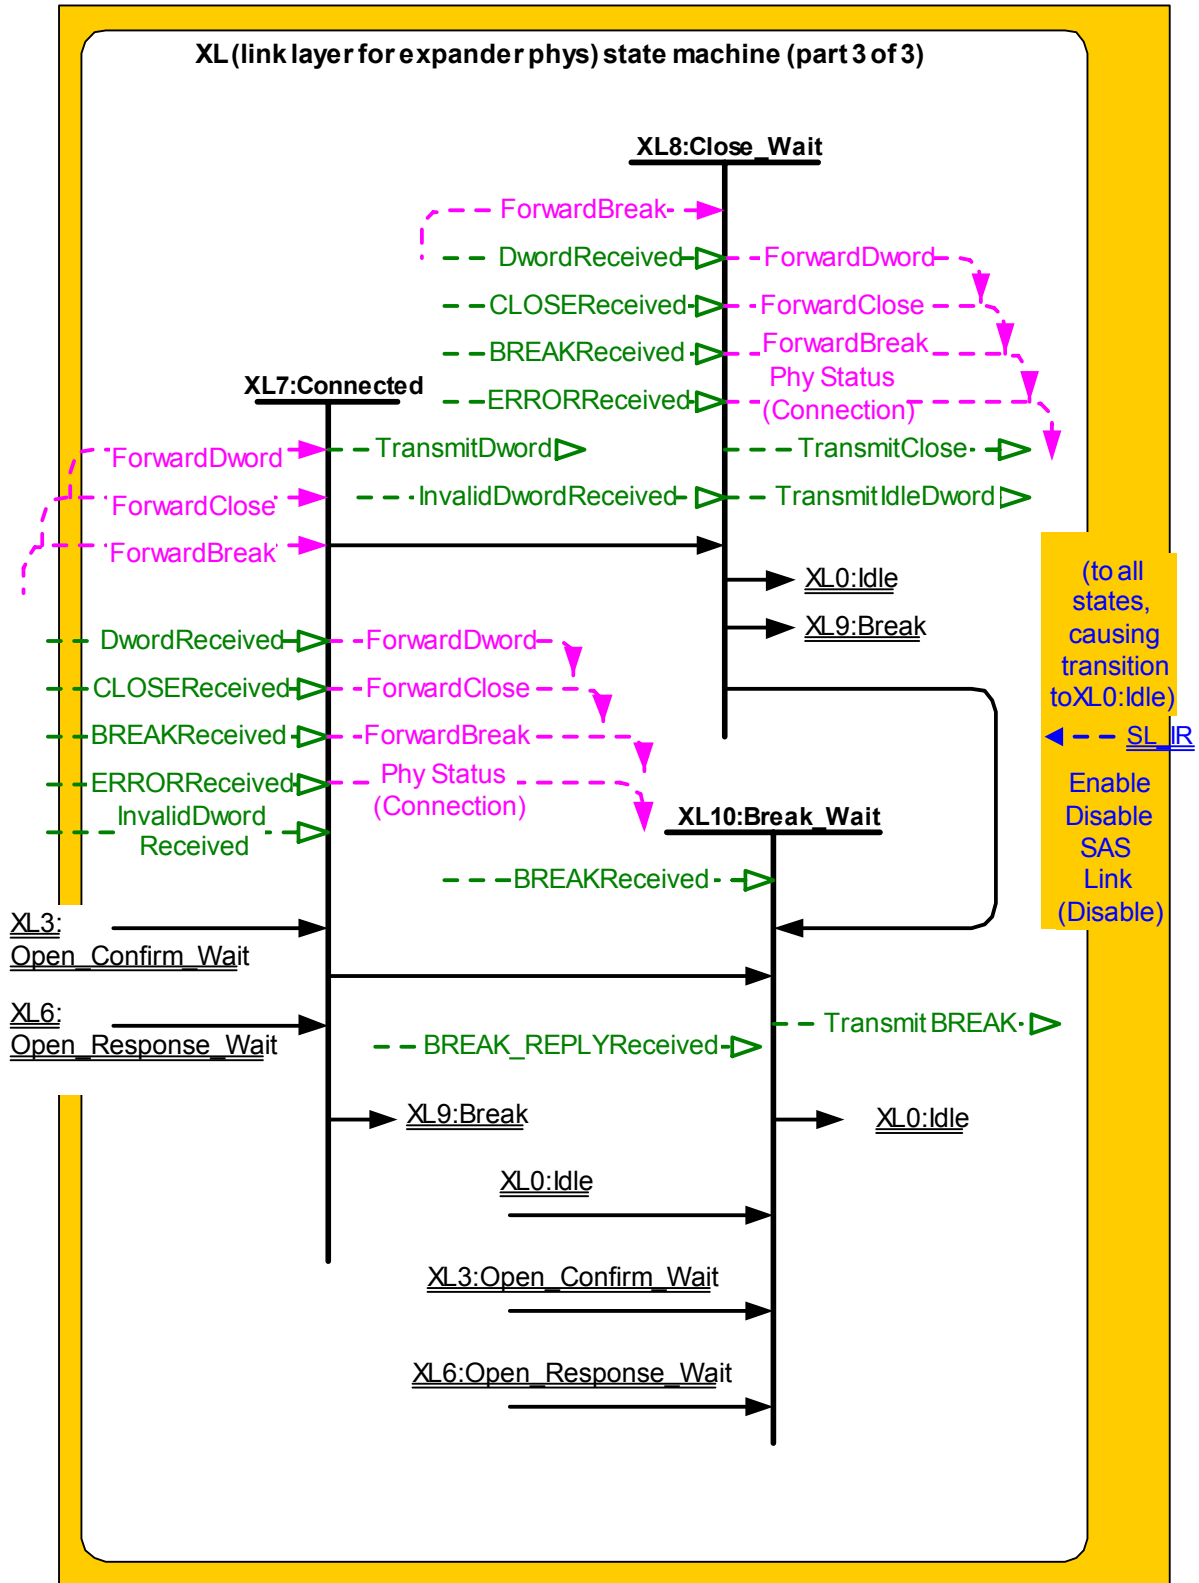 XL (link layer for expander phys) state machine (part 3 of 3)
XL8:Close_Wait
ForwardBreak
DwordReceived
ForwardDword
CLOSEReceived
ForwardClose
BREAKReceived
ForwardBreak
ERRORReceived
Phy Status
(Connection)
TransmitClose
InvalidDwordReceived
TransmitIdleDword
XL0:Idle
XL9:Break
XL7:Connected
ForwardDword
TransmitDword
ForwardClose
ForwardBreak
DwordReceived
ForwardDword
CLOSEReceived
ForwardClose
BREAKReceived
ForwardBreak
ERRORReceived
Phy Status
(Connection)
InvalidDword
Received
XL3:
Open_Confirm_Wait
XL6:
Open_Response_Wait
XL9:Break
XL10:Break_Wait
BREAKReceived
Transmit BREAK
BREAK_REPLYReceived
XL0:Idle
XL0:Idle
XL3:Open_Confirm_Wait
XL6:Open_Response_Wait
(to all
states,
causing
transition
to XL0:Idle)
SL_IR
Enable
Disable
SAS
Link
(Disable)